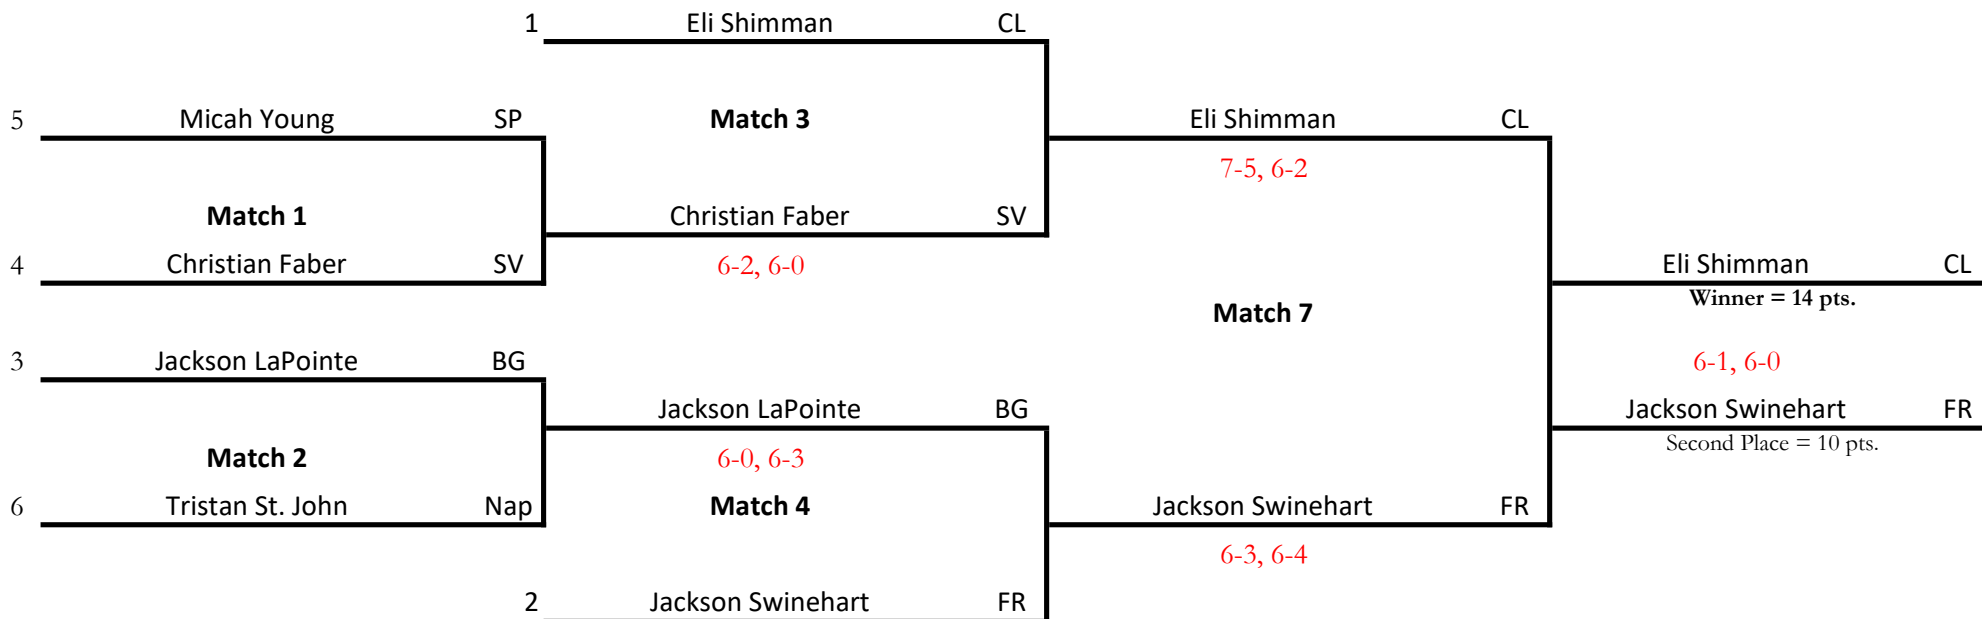 1 Eli Shimman CL
5 Micah Young SP Match 3 Eli Shimman CL
7-5, 6-2
Match 1 Christian Faber SV
4 Christian Faber SV 6-2, 6-0 Eli Shimman CL
Winner = 14 pts.
Match 7
3 Jackson LaPointe BG 6-1, 6-0
Jackson LaPointe BG Jackson Swinehart FR
Second Place = 10 pts.
Match 2 6-0, 6-3
6 Tristan St. John Nap Match 4 Jackson Swinehart FR
6-3, 6-4
2 Jackson Swinehart FR